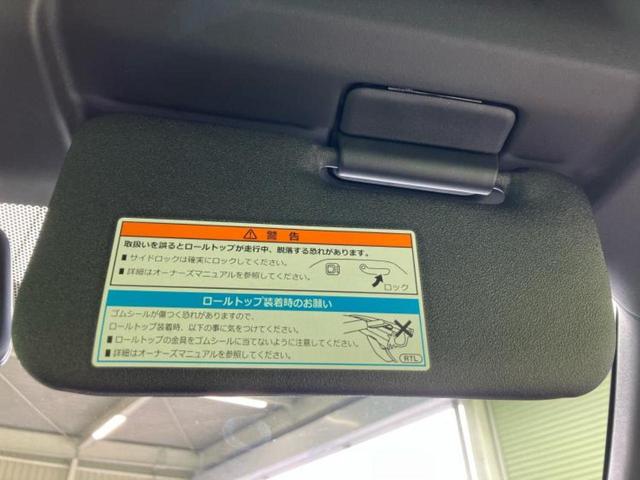 警告
取扱いを誤るとロールトップが走行中、脱落する恐れがあります。
■ サイドロックは確実にロックしてください。
■ 詳細はオーナーズマニュアルを参照してください。
ロック
ロールトップ装着時のお願い
ゴムシールが傷つく恐れがありますので、
ロールトップ装着時、以下の事に気をつけてください。
■ ロールトップの金具をゴムシールに当てないように注意してください。
■ 詳細はオーナーズマニュアルを参照してください。
RTL